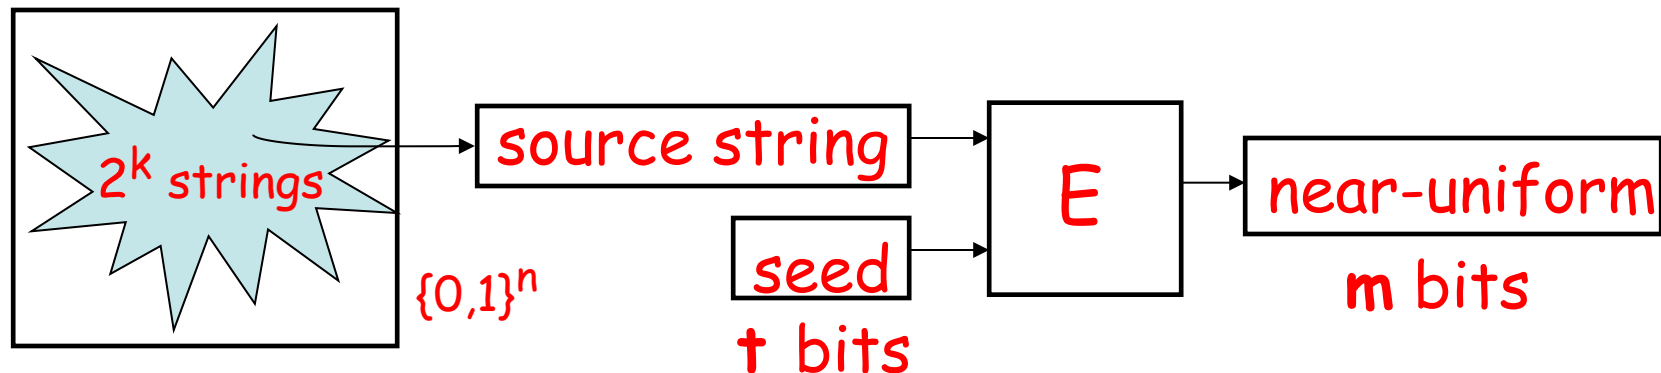 2^k strings
{0,1}^n
source string
seed
t bits
E
near-uniform
m bits